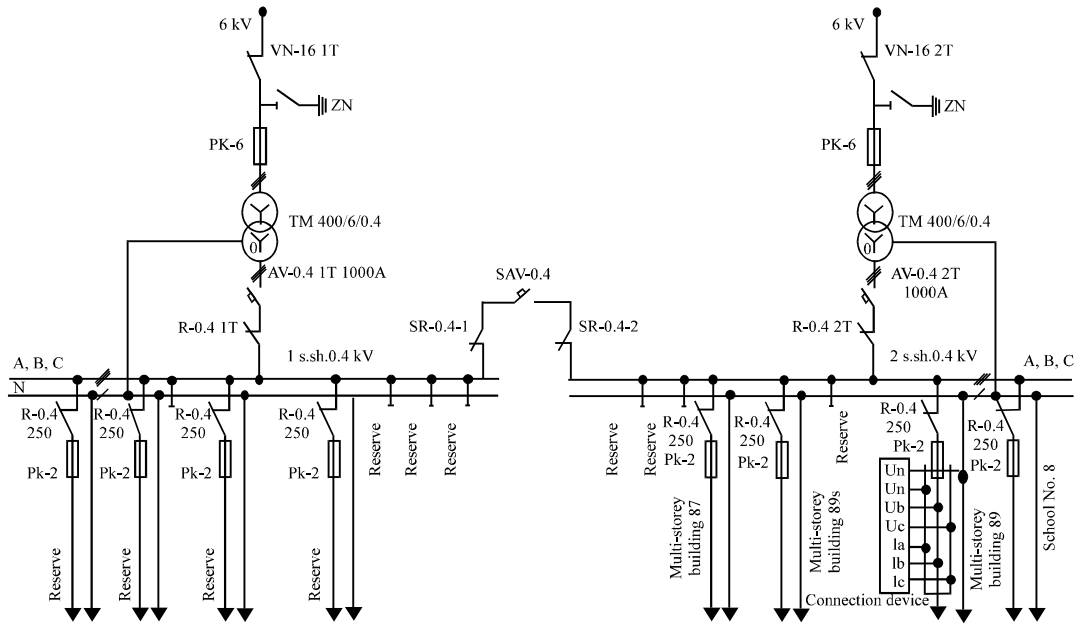 6 kV
VN-16 1T
ZN
PK-6
TM 400/6/0.4
0
AV-0.4 1T 1000A
R-0.4 1T
1 s.sh.0.4 kV
A, B, C
N
SR-0.4-1
SAV-0.4
SR-0.4-2
6 kV
VN-16 2T
ZN
PK-6
TM 400/6/0.4
0
AV-0.4 2T
1000A
R-0.4 2T
2 s.sh.0.4 kV
A, B, C
R-0.4
250
Pk-2
Reserve
R-0.4
250
Pk-2
Reserve
R-0.4
250
Pk-2
Reserve
R-0.4
250
Pk-2
Reserve
Reserve
Reserve
Reserve
Reserve
Reserve
R-0.4
250
Pk-2
Multi-storey
building 87
R-0.4
250
Pk-2
Multi-storey
building 89s
Reserve
R-0.4
250
Pk-2
Multi-storey
building 89
R-0.4
250
Pk-2
School No. 8
Un
Un
Ub
Uc
Ia
Ib
Ic
Connection device